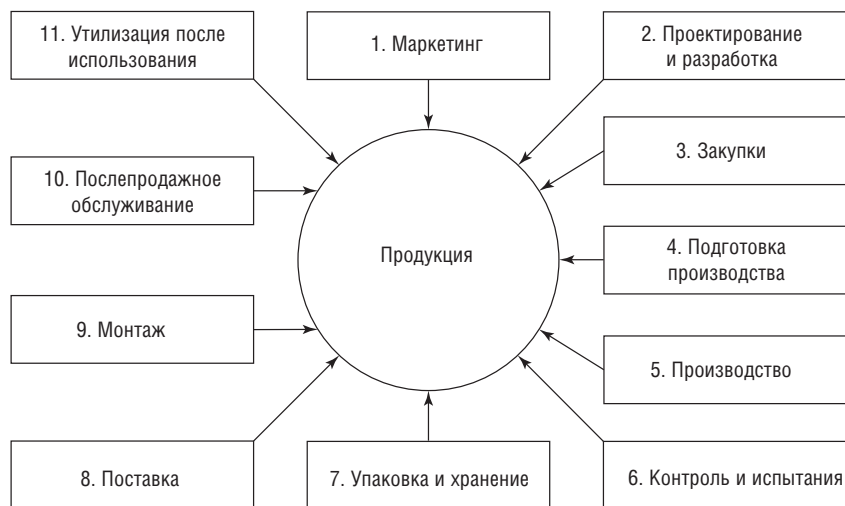 11. Утилизация после
использования
1. Маркетинг
2. Проектирование
и разработка
3. Закупки
10. Послепродажное
обслуживание
Продукция
4. Подготовка
производства
9. Монтаж
5. Производство
8. Поставка
7. Упаковка и хранение
6. Контроль и испытания